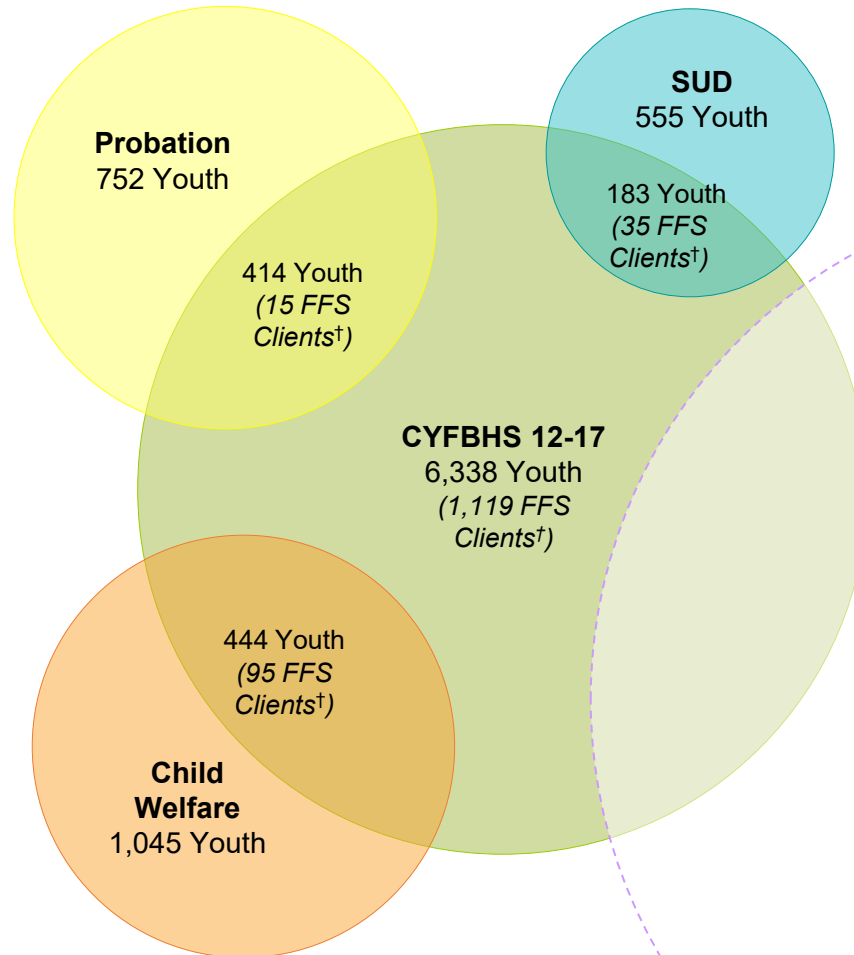 SUD
555 Youth
Probation
752 Youth
183 Youth
(35 FFS
Clients†)
414 Youth
(15 FFS
Clients†)
CYFBHS 12-17
6,338 Youth
(1,119 FFS
Clients†)
444 Youth
(95 FFS
Clients†)
Child
Welfare
1,045 Youth